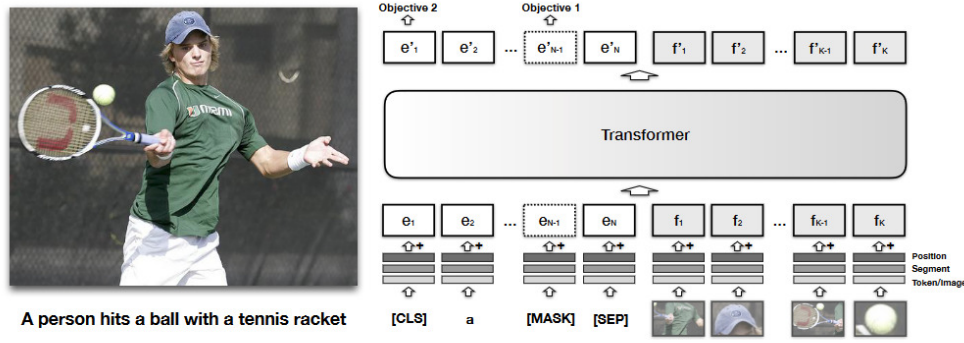 Objective 2 Objective 1
e'1 e'2 ... e'N-1 e'N f'1 f'2 ... f'K-1 f'K
MIAMI
Transformer
e1 e2 ... eN-1 eN f1 f2 ... fK-1 fK
+ + + + + + + +
Position
Segment
Token/Image
A person hits a ball with a tennis racket
[CLS] a [MASK] [SEP]